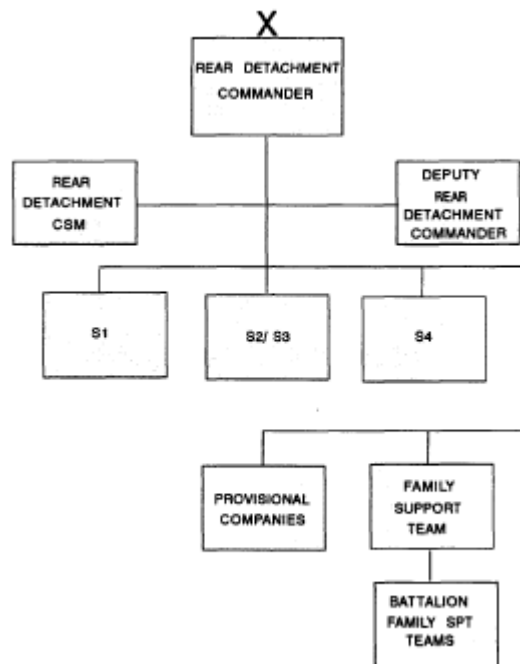 X
REAR DETACHMENT
COMMANDER
REAR
DETACHMENT
CSM
DEPUTY
REAR
DETACHMENT
COMMANDER
S1
S2/ S3
S4
PROVISIONAL
COMPANIES
FAMILY
SUPPORT
TEAM
BATTALION
FAMILY SPT
TEAMS